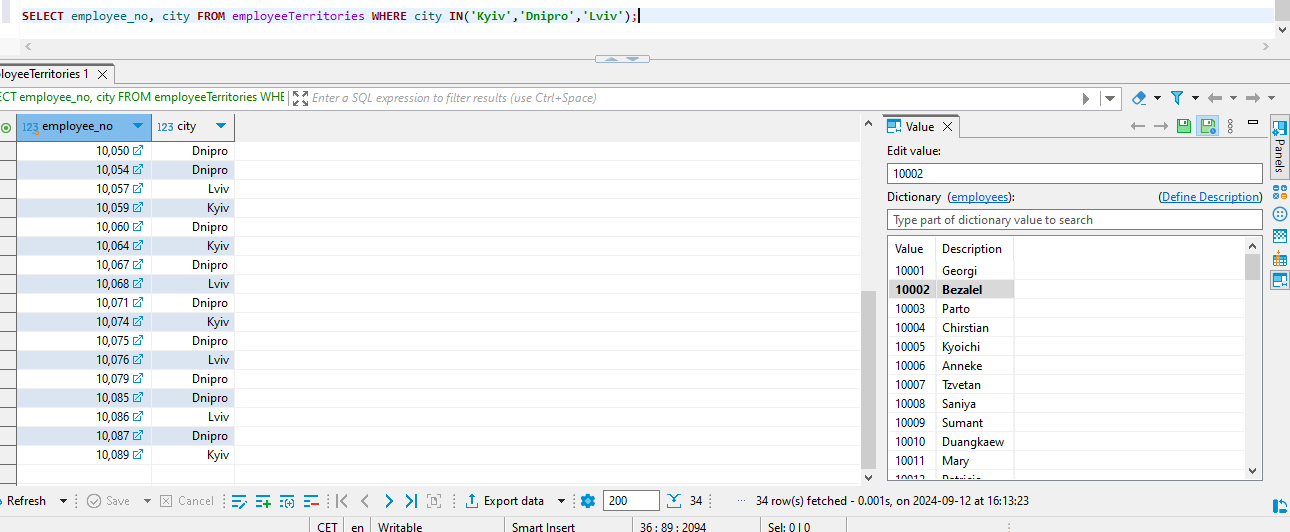 SELECT employee_no, city FROM employeeTerritories WHERE city IN('Kyiv','Dnipro','Lviv');
loyeeTerritories 1
ECT employee_no, city FROM employeeTerritories WHE
Enter a SQL expression to filter results (use Ctrl+Space)
123 employee_no 123 city
10,050 Dnipro
10,054 Dnipro
10,057 Lviv
10,059 Kyiv
10,060 Dnipro
10,064 Kyiv
10,067 Dnipro
10,068 Lviv
10,071 Dnipro
10,074 Kyiv
10,075 Dnipro
10,076 Lviv
10,079 Dnipro
10,085 Dnipro
10,086 Lviv
10,087 Dnipro
10,089 Kyiv
Value
Edit value:
10002
Dictionary (employees): (Define Description)
Type part of dictionary value to search
Value Description
10001 Georgi
10002 Bezalel
10003 Parto
10004 Chirstian
10005 Kyoichi
10006 Anneke
10007 Tzvetan
10008 Saniya
10009 Sumant
10010 Duangkaew
10011 Mary
Panels
Refresh Save Cancel Export data 200 34 ··· 34 row(s) fetched - 0.001s, on 2024-09-12 at 16:13:23
CET en Writable Smart Insert 36 : 89 : 2094 Sel: 0 | 0